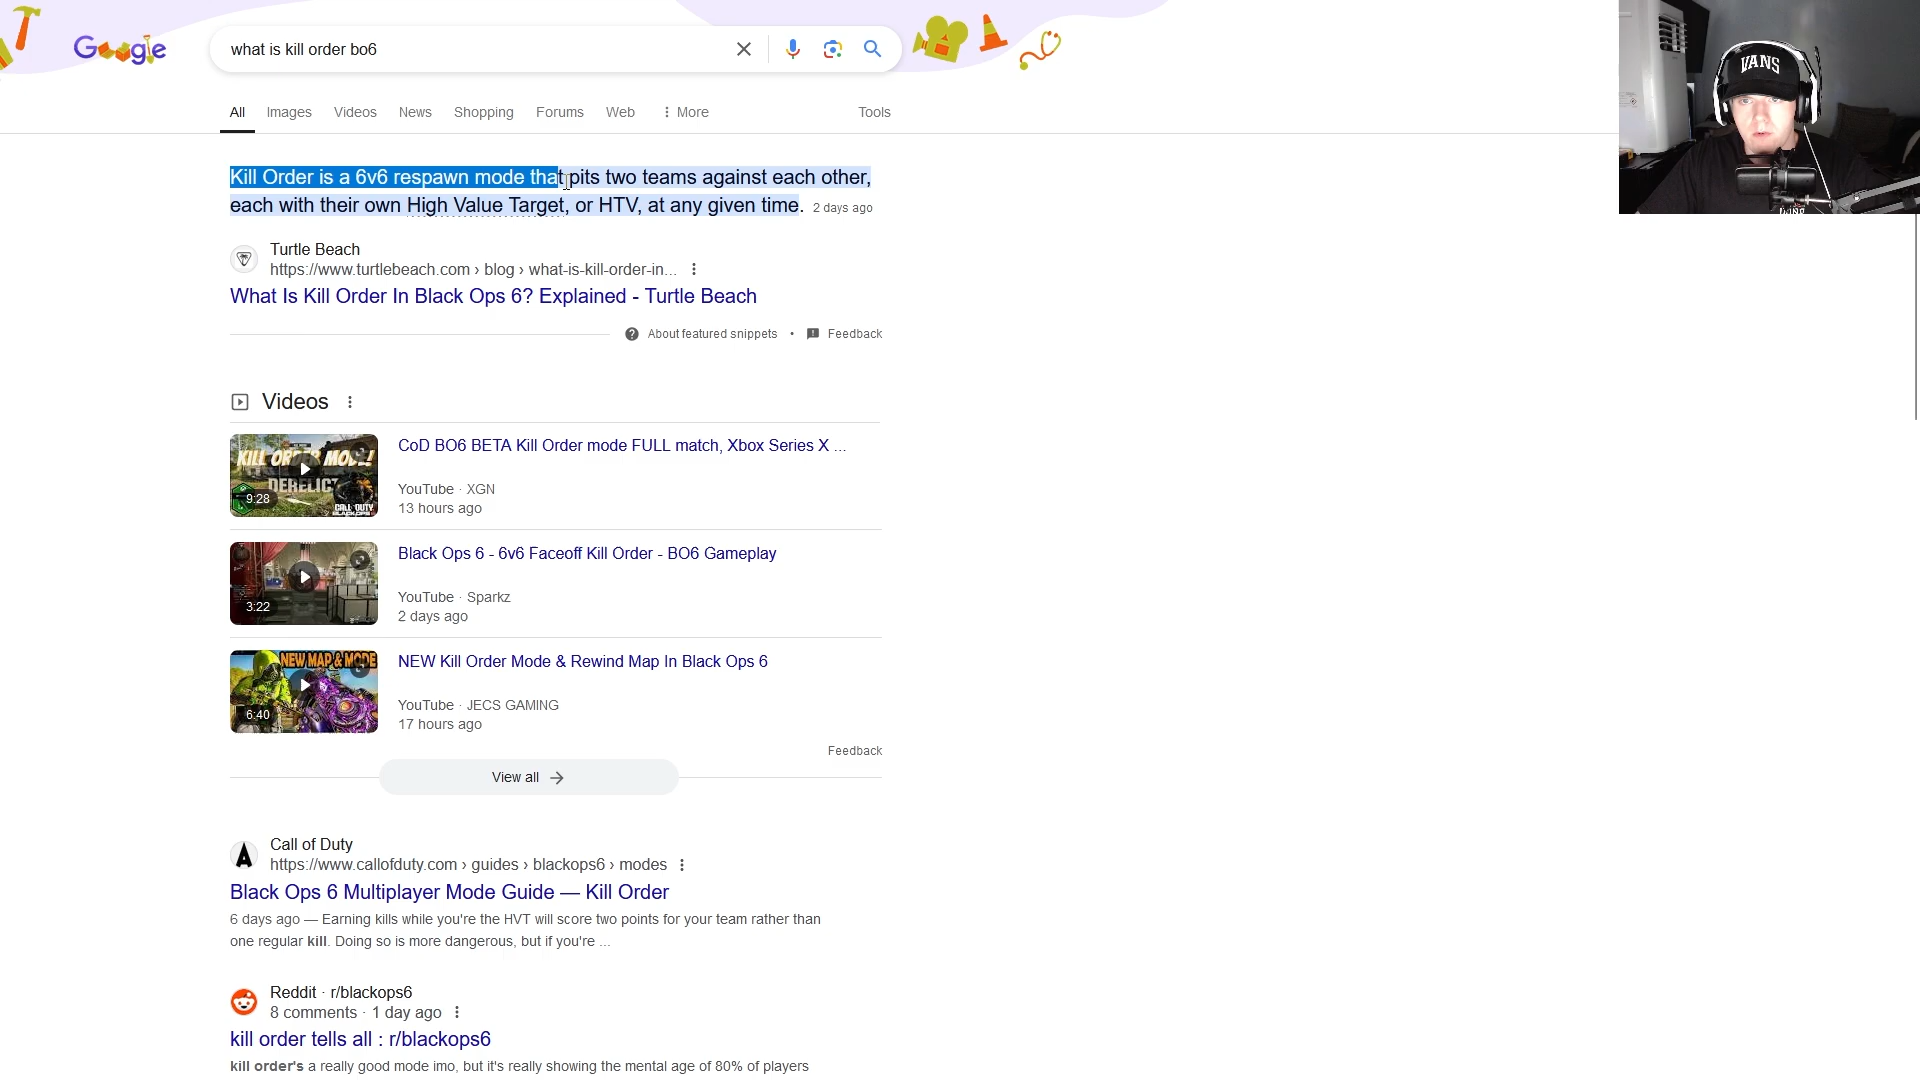 Google
what is kill order bo6
VANS
All Images Videos News Shopping Forums Web More Tools
Kill Order is a 6v6 respawn mode that pits two teams against each other,
each with their own High Value Target, or HTV, at any given time. 2 days ago
Turtle Beach
https://www.turtlebeach.com › blog › what-is-kill-order-in...
What Is Kill Order In Black Ops 6? Explained - Turtle Beach
About featured snippets • Feedback
Videos
KILL ORDER MODE!
DERELICT
CALL OF DUTY
9:28
CoD BO6 BETA Kill Order mode FULL match, Xbox Series X ...
YouTube · XGN
13 hours ago
3:22
Black Ops 6 - 6v6 Faceoff Kill Order - BO6 Gameplay
YouTube · Sparkz
2 days ago
NEW MAP & MODE
6:40
NEW Kill Order Mode & Rewind Map In Black Ops 6
YouTube · JECS GAMING
17 hours ago
Feedback
View all
Call of Duty
https://www.callofduty.com › guides › blackops6 › modes
Black Ops 6 Multiplayer Mode Guide — Kill Order
6 days ago — Earning kills while you're the HVT will score two points for your team rather than
one regular kill. Doing so is more dangerous, but if you're ...
Reddit · r/blackops6
8 comments · 1 day ago
kill order tells all : r/blackops6
kill order's a really good mode imo, but it's really showing the mental age of 80% of players